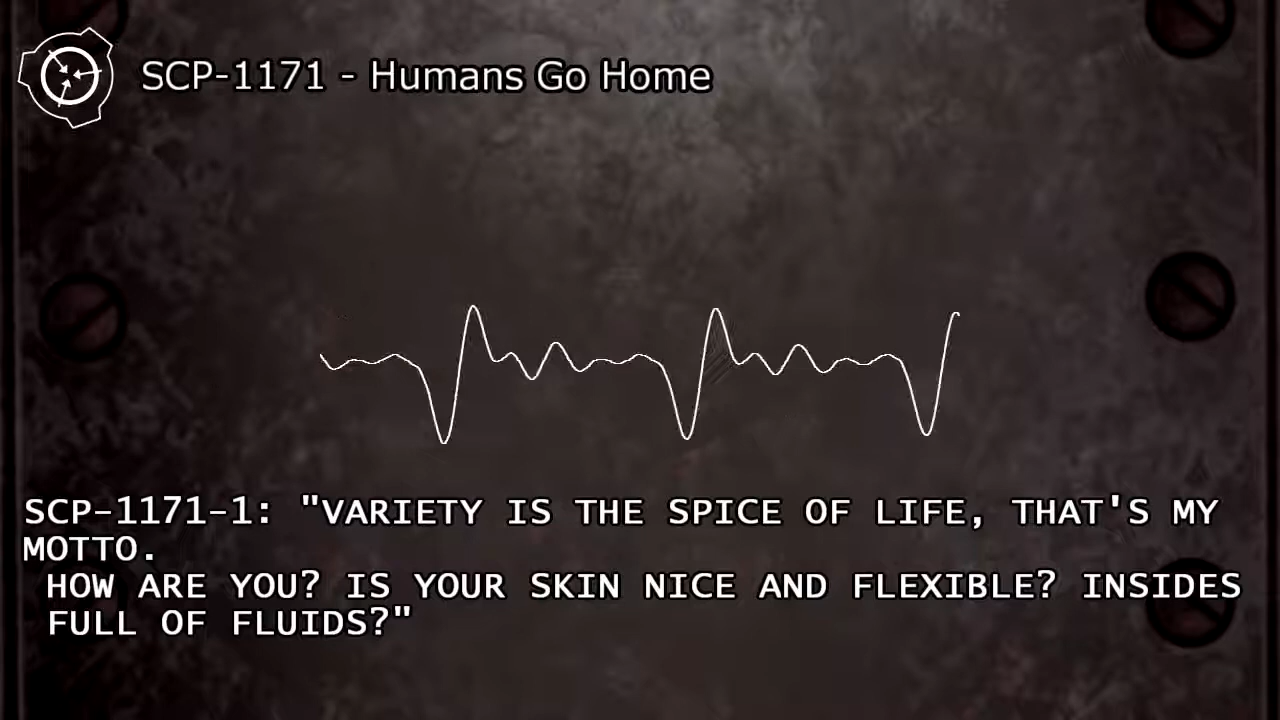 SCP-1171 - Humans Go Home
SCP-1171-1: "VARIETY IS THE SPICE OF LIFE, THAT'S MY
MOTTO.
HOW ARE YOU? IS YOUR SKIN NICE AND FLEXIBLE? INSIDES
FULL OF FLUIDS?"